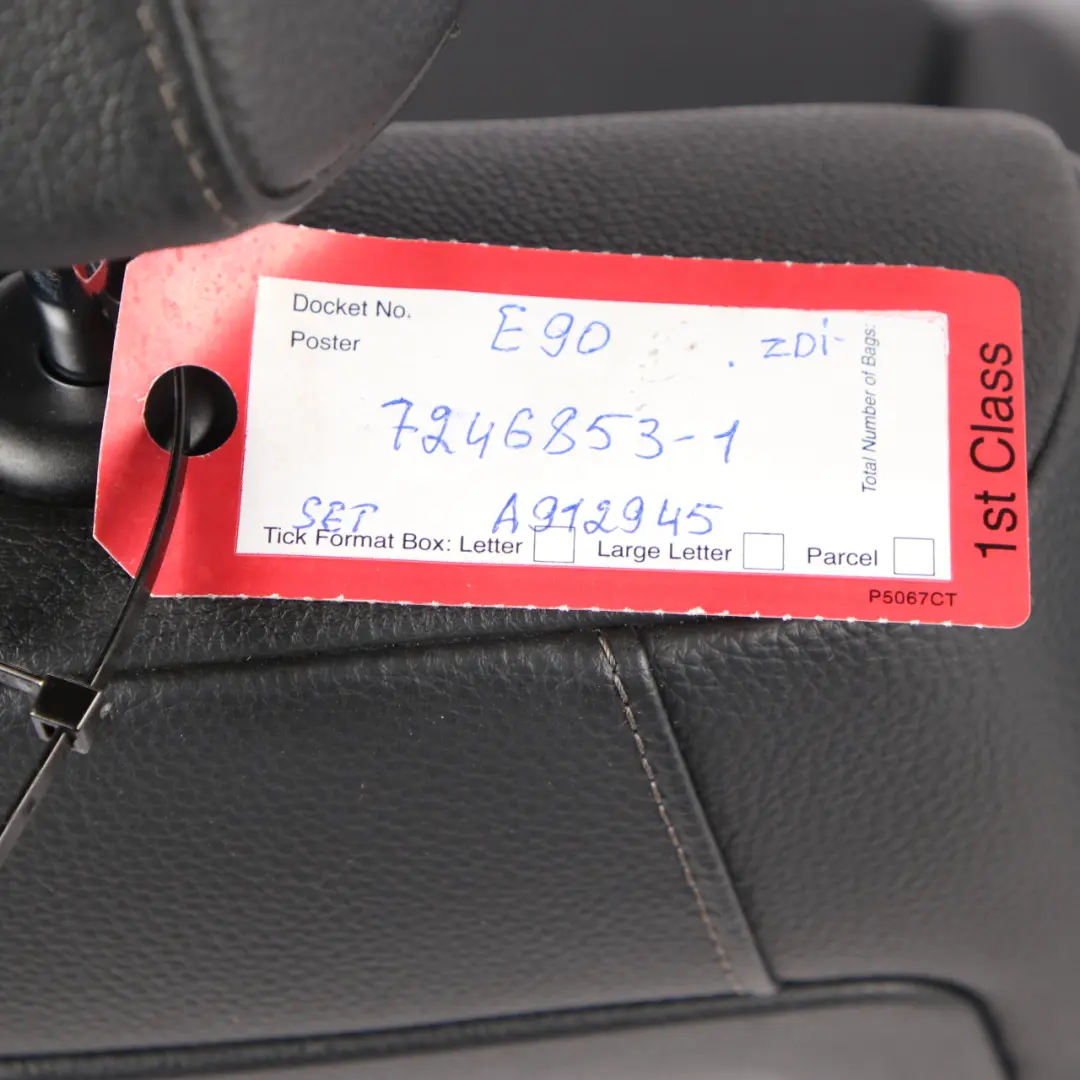 Docket No.
Poster
E90
zDi-
7246853-1
SET A912945
Tick Format Box: Letter Large Letter Parcel
P5067CT
Total Number of Bags:
1st Class